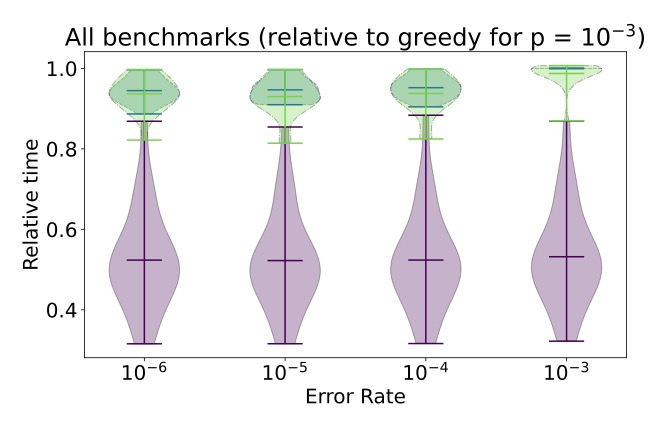 All benchmarks (relative to greedy for p = 10⁻³)
Relative time
1.0
0.8
0.6
0.4
10⁻⁶ 10⁻⁵ 10⁻⁴ 10⁻³
Error Rate